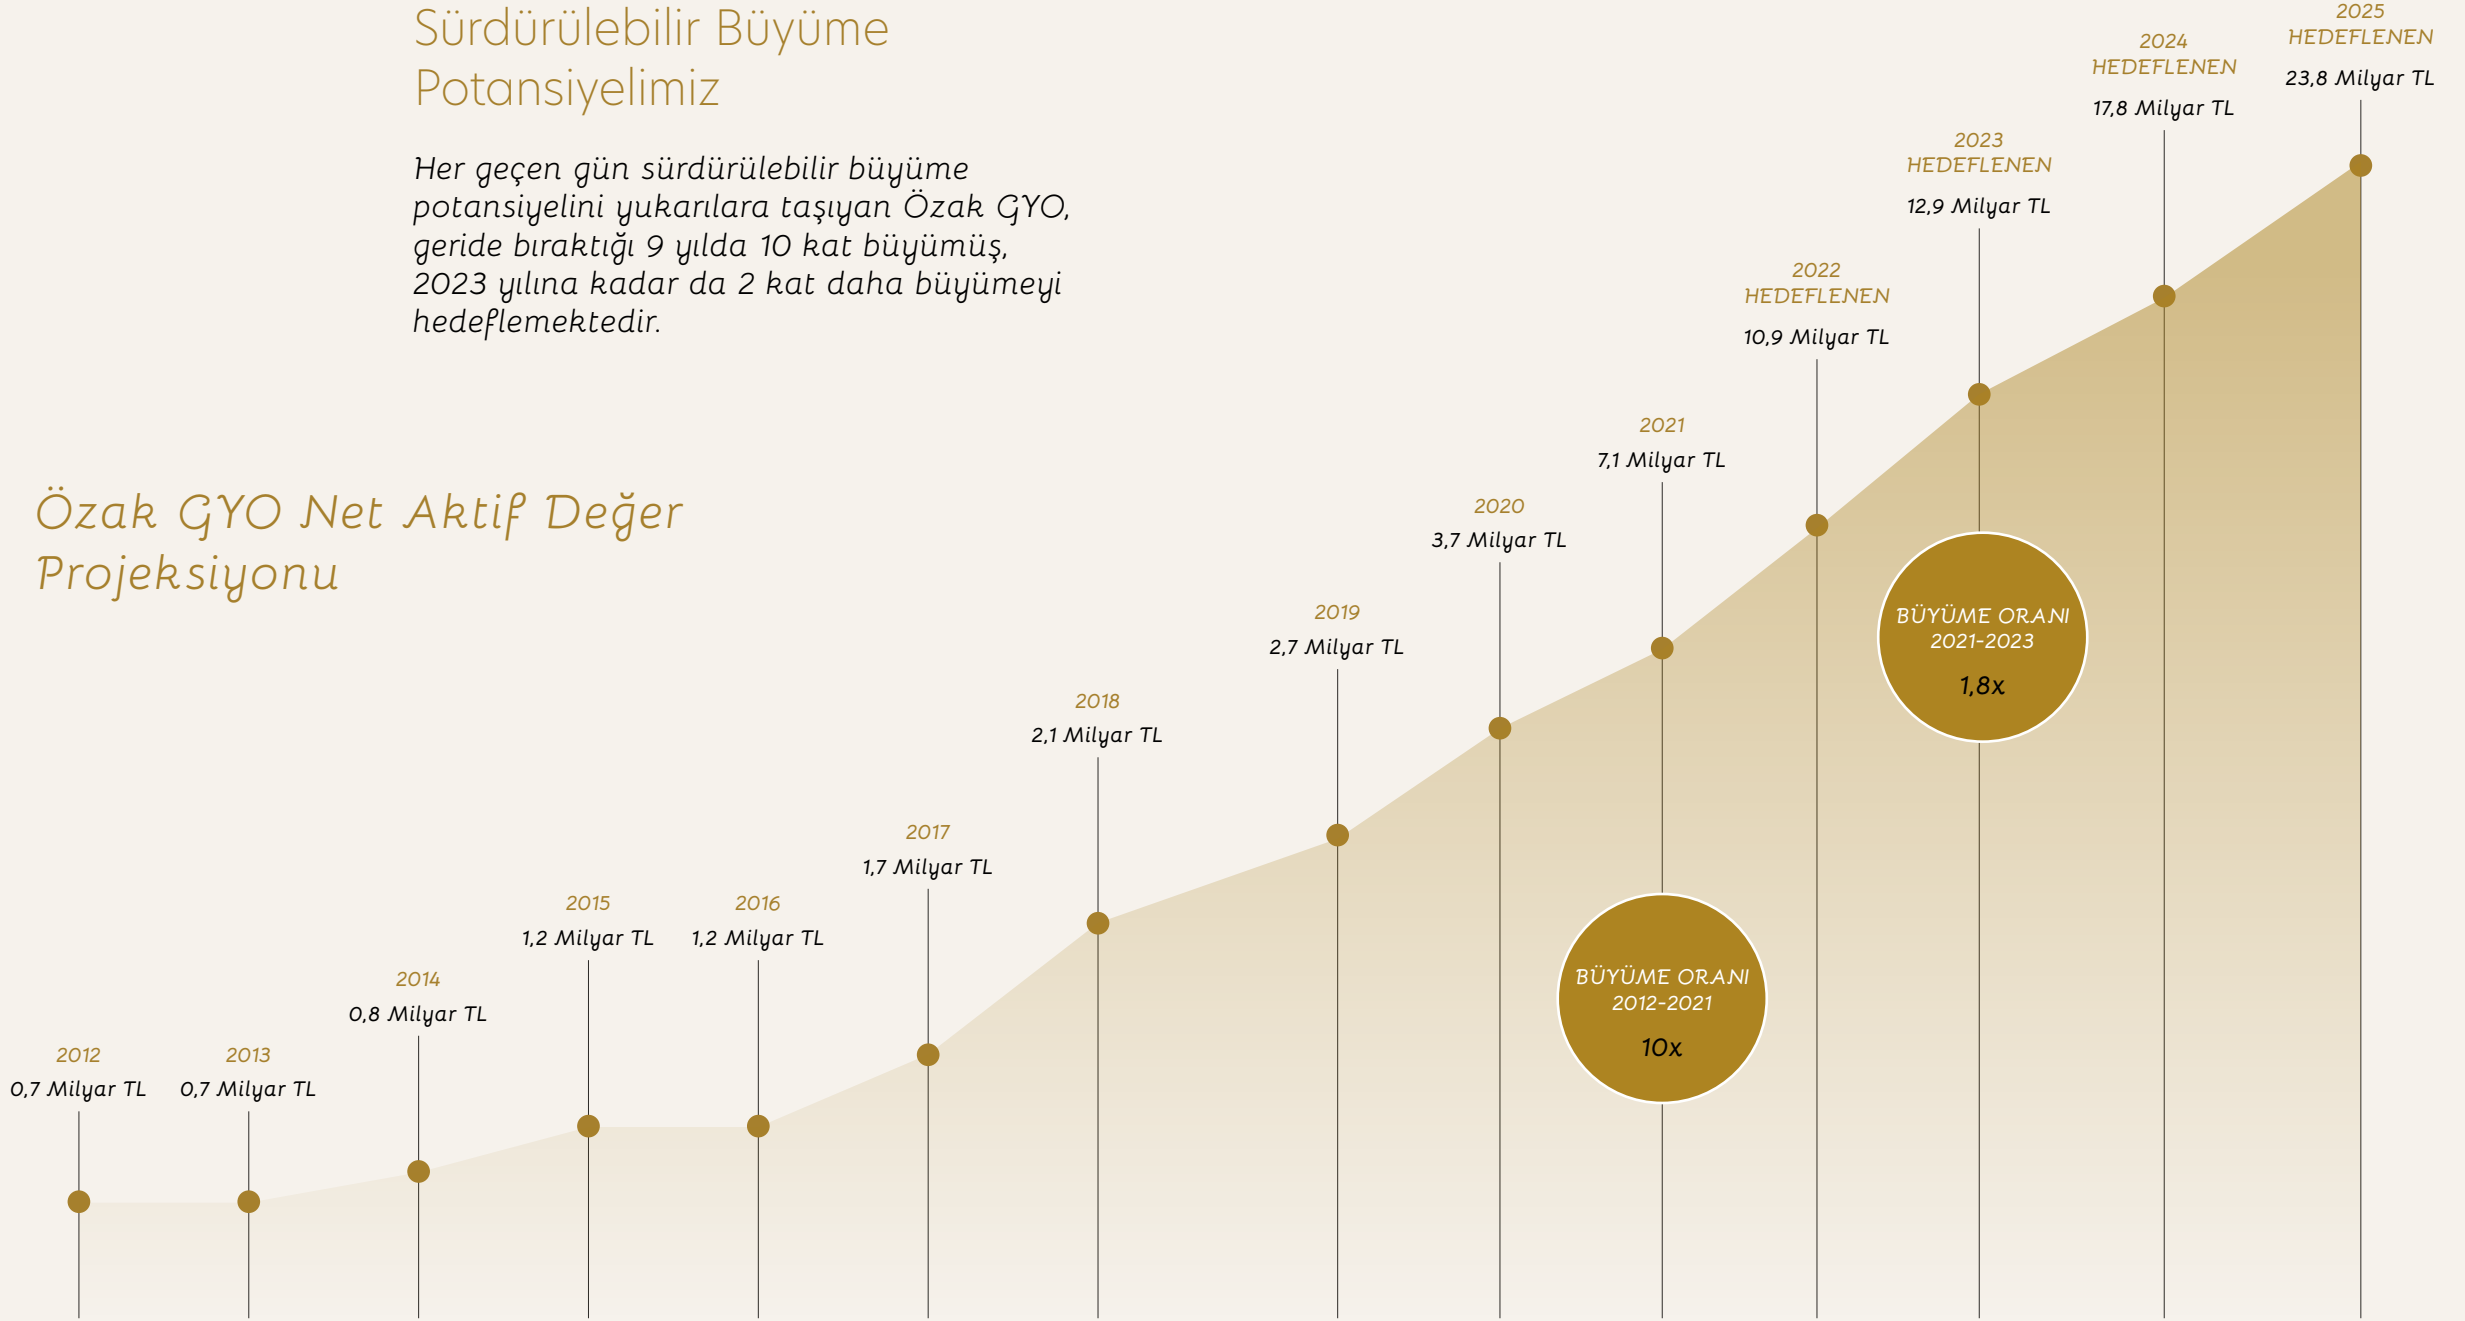 Sürdürülebilir Büyüme
Potansiyelimiz
Her geçen gün sürdürülebilir büyüme
potansiyelini yukarılara taşıyan Özak GYO,
geride bıraktığı 9 yılda 10 kat büyümüş,
2023 yılına kadar da 2 kat daha büyümeyi
hedeflemektedir.
Özak GYO Net Aktif Değer
Projeksiyonu
2012
0,7 Milyar TL
2013
0,7 Milyar TL
2014
0,8 Milyar TL
2015
1,2 Milyar TL
2016
1,2 Milyar TL
2017
1,7 Milyar TL
2018
2,1 Milyar TL
2019
2,7 Milyar TL
2020
3,7 Milyar TL
2021
7,1 Milyar TL
2022
HEDEFLENEN
10,9 Milyar TL
2023
HEDEFLENEN
12,9 Milyar TL
2024
HEDEFLENEN
17,8 Milyar TL
2025
HEDEFLENEN
23,8 Milyar TL
BÜYÜME ORANI
2012-2021
10x
BÜYÜME ORANI
2021-2023
1,8x